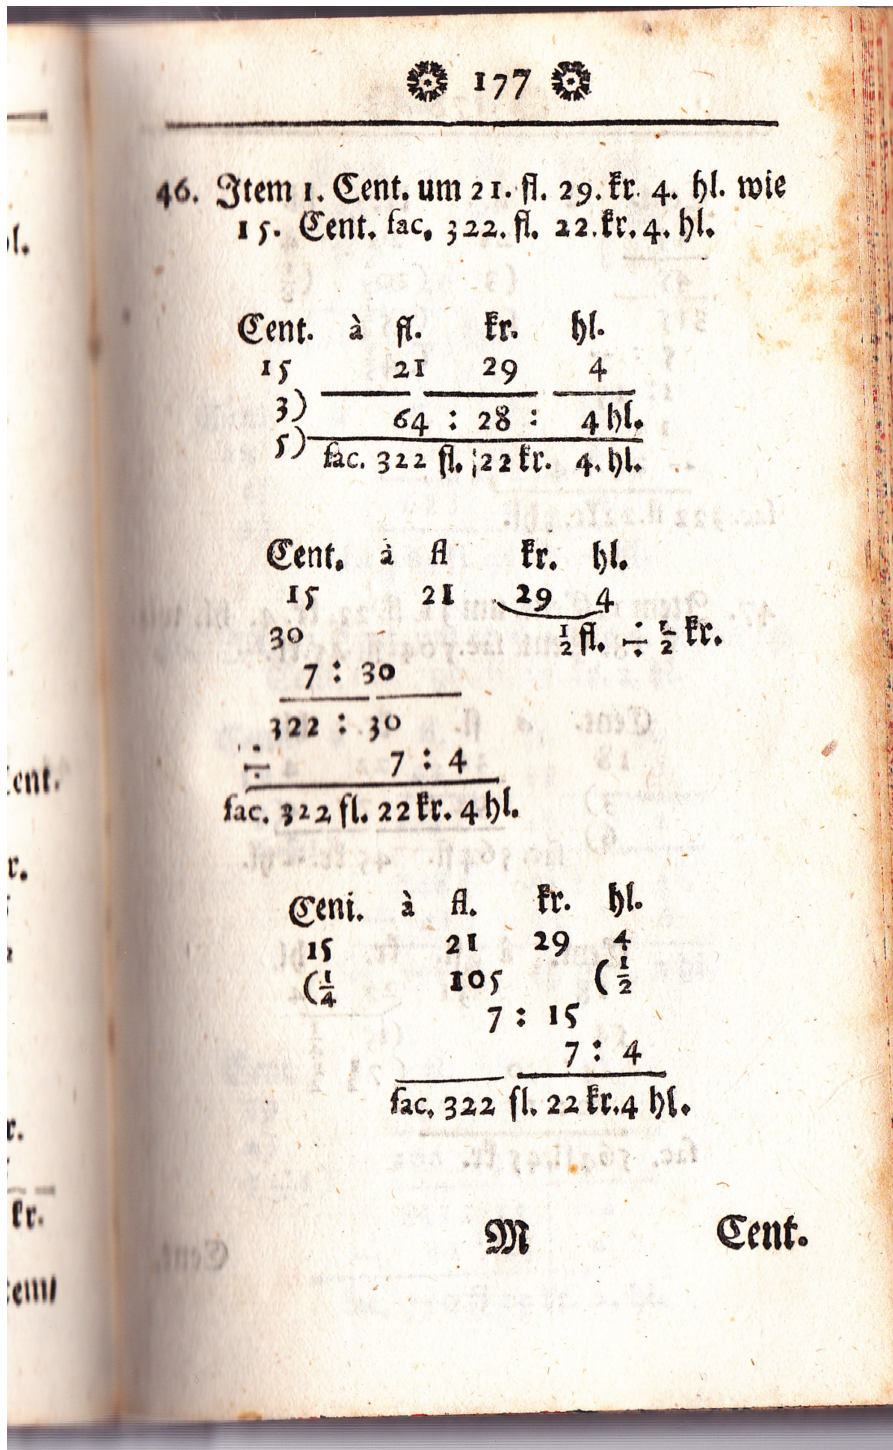 177
46. Item 1. Cent. um 21. fl. 29. kr. 4. hl. wie
15. Cent. fac. 322. fl. 22. kr. 4. hl.
Cent. à fl. kr. hl.
15 21 29 4
3) 64 : 28 : 4 hl.
5) fac. 322 fl. 22 kr. 4. hl.
Cent. à fl kr. hl.
15 21 29 4
30 ½ fl. ÷ ½ kr.
7 : 30
322 : 30
÷ 7 : 4
fac. 322 fl. 22 kr. 4 hl.
Ceni. à fl. kr. hl.
15 21 29 4
(¼ 105 (½
7 : 15
7 : 4
fac. 322 fl. 22 kr. 4 hl.
M Cent.